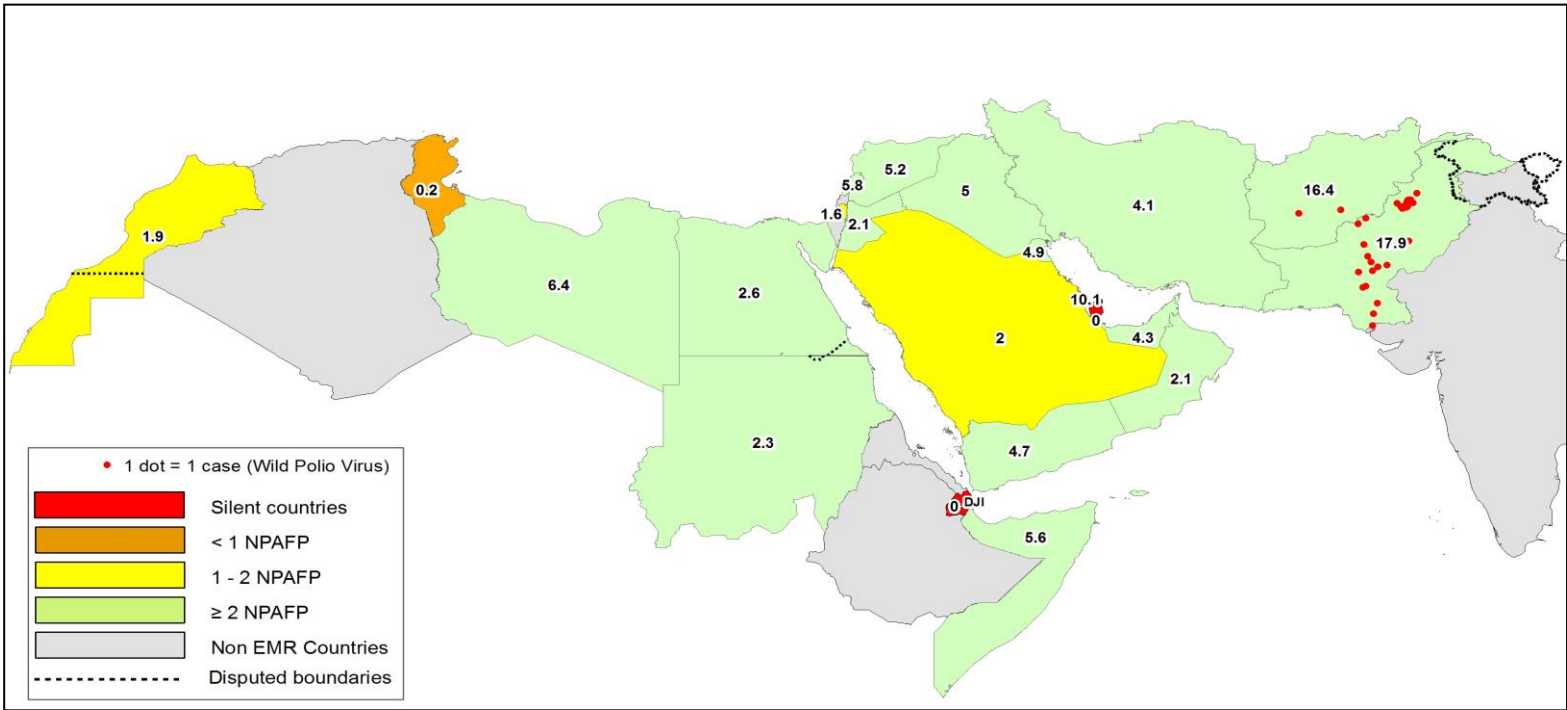 0.2
5.2
5.8
5
16.4
4.1
1.6
2.1
1.9
17.9
4.9
6.4
2.6
10.1
0
2
4.3
2.1
2.3
4.7
0
DJI
5.6
1 dot = 1 case (Wild Polio Virus)
Silent countries
< 1 NPAFP
1 - 2 NPAFP
≥ 2 NPAFP
Non EMR Countries
Disputed boundaries